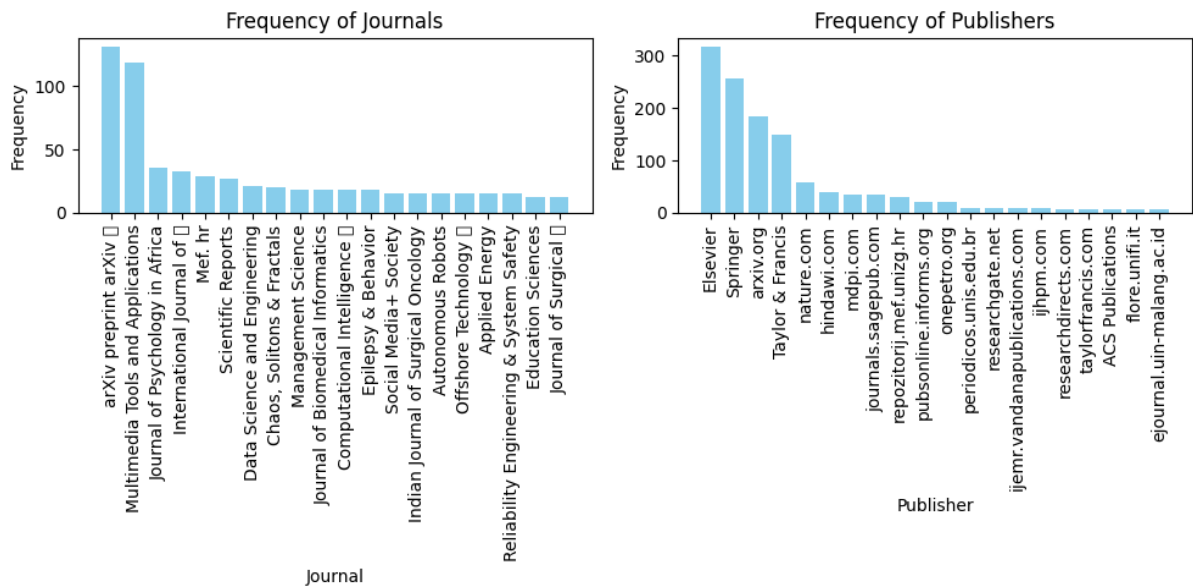 Frequency of Journals
Frequency
100
50
0
arXiv preprint arXiv ▯
Multimedia Tools and Applications
Journal of Psychology in Africa
International Journal of ▯
Mef. hr
Scientific Reports
Data Science and Engineering
Chaos, Solitons & Fractals
Management Science
Journal of Biomedical Informatics
Computational Intelligence ▯
Epilepsy & Behavior
Social Media+ Society
Indian Journal of Surgical Oncology
Autonomous Robots
Offshore Technology ▯
Applied Energy
Reliability Engineering & System Safety
Education Sciences
Journal of Surgical ▯
Journal
Frequency of Publishers
Frequency
300
200
100
0
Elsevier
Springer
arxiv.org
Taylor & Francis
nature.com
hindawi.com
mdpi.com
journals.sagepub.com
repozitorij.mef.unizg.hr
pubsonline.informs.org
onepetro.org
periodicos.unis.edu.br
researchgate.net
ijemr.vandanapublications.com
ijhpm.com
researchdirects.com
taylorfrancis.com
ACS Publications
flore.unifi.it
ejournal.uin-malang.ac.id
Publisher